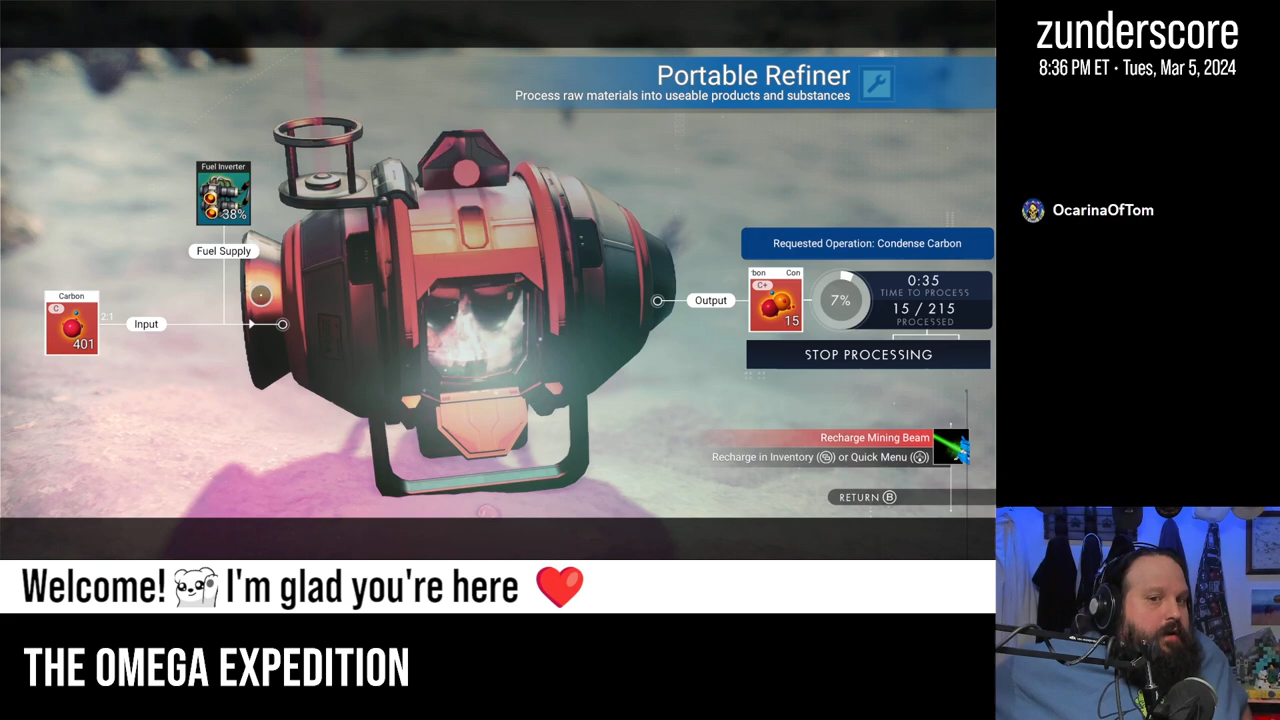 Portable Refiner
Process raw materials into useable products and substances
zunderscore
8:36 PM ET · Tues, Mar 5, 2024
Fuel Inverter
38%
Fuel Supply
OcarinaOfTom
Requested Operation: Condense Carbon
Carbon
C
401
2:1
Input
Output
bon Con
C+
15
7%
0:35
TIME TO PROCESS
15 / 215
PROCESSED
STOP PROCESSING
Recharge Mining Beam
Recharge in Inventory or Quick Menu
RETURN B
Welcome! I'm glad you're here
THE OMEGA EXPEDITION